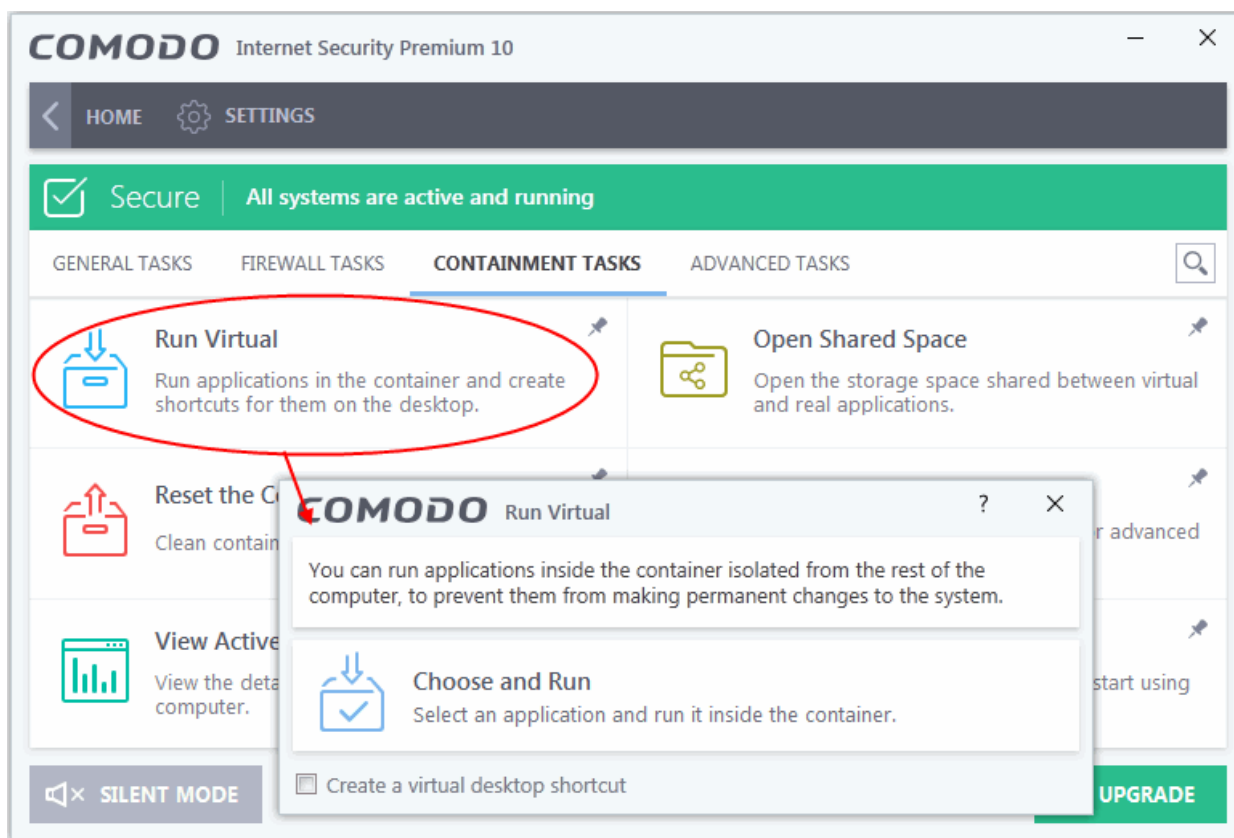 COMODO Internet Security Premium 10
HOME SETTINGS
Secure All systems are active and running
GENERAL TASKS FIREWALL TASKS CONTAINMENT TASKS ADVANCED TASKS
Run Virtual
Run applications in the container and create
shortcuts for them on the desktop.
Open Shared Space
Open the storage space shared between virtual
and real applications.
Reset the
Clean
advanced
View Active
View the
computer.
start using
COMODO Run Virtual ?
You can run applications inside the container isolated from the rest of the
computer, to prevent them from making permanent changes to the system.
Choose and Run
Select an application and run it inside the container.
Create a virtual desktop shortcut
SILENT MODE
UPGRADE